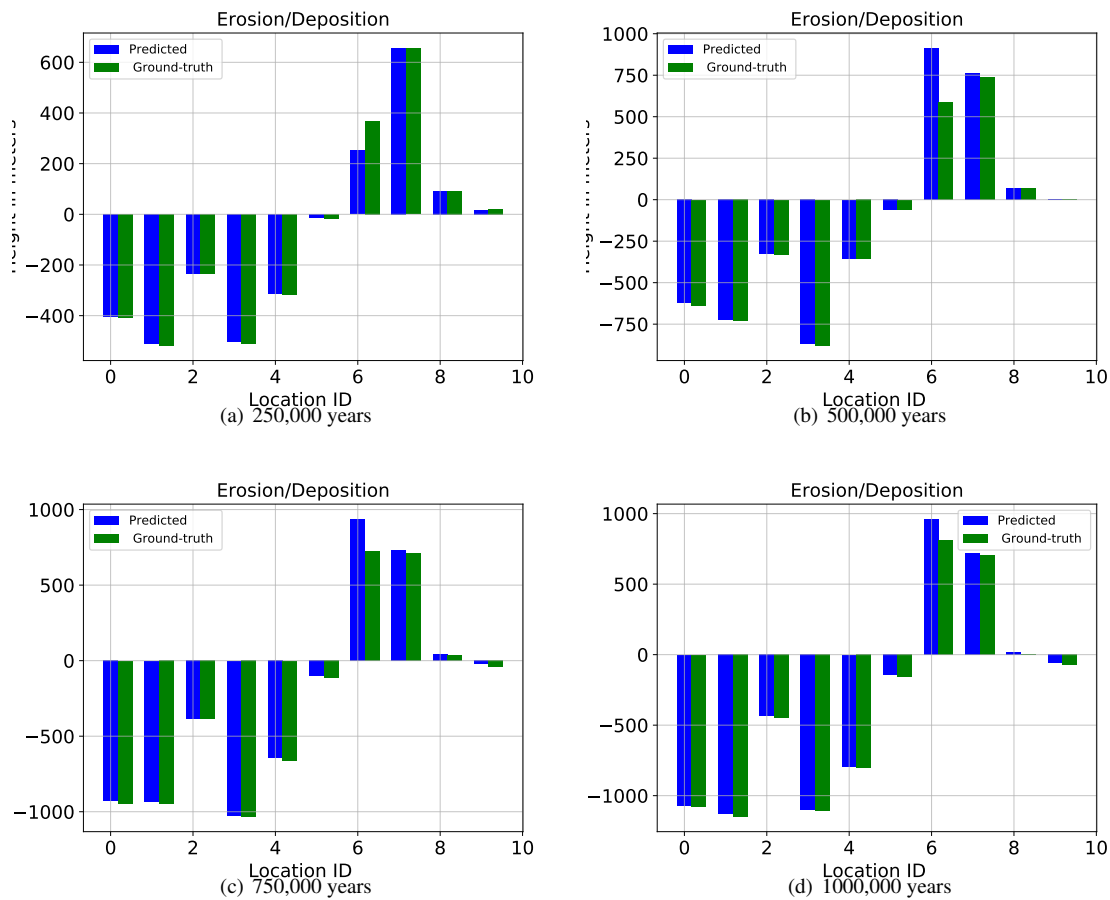 Erosion/Deposition
Predicted
Ground-truth
600
400
200
0
−200
−400
0 2 4 6 8 10
Location ID
(a) 250,000 years
Erosion/Deposition
Predicted
Ground-truth
1000
750
500
250
0
−250
−500
−750
0 2 4 6 8 10
Location ID
(b) 500,000 years
Erosion/Deposition
Predicted
Ground-truth
1000
500
0
−500
−1000
0 2 4 6 8 10
Location ID
(c) 750,000 years
Erosion/Deposition
Predicted
Ground-truth
1000
500
0
−500
−1000
0 2 4 6 8 10
Location ID
(d) 1000,000 years